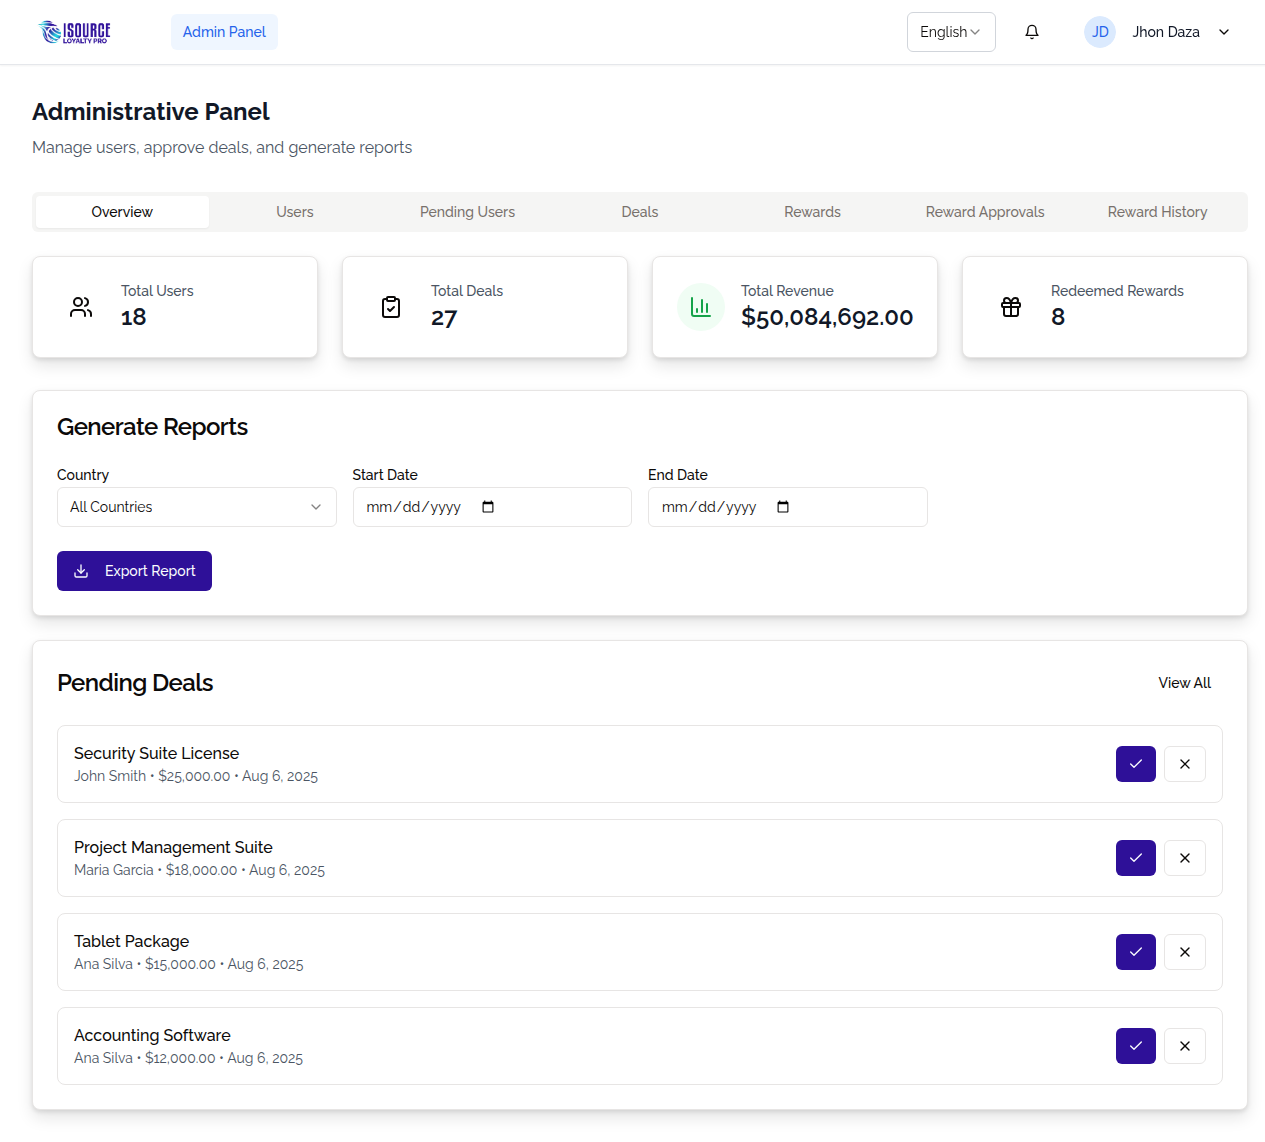 ISOURCE
LOYALTY PRO
Admin Panel
English
JD
Jhon Daza
Administrative Panel
Manage users, approve deals, and generate reports
Overview
Users
Pending Users
Deals
Rewards
Reward Approvals
Reward History
Total Users
18
Total Deals
27
Total Revenue
$50,084,692.00
Redeemed Rewards
8
Generate Reports
Country
All Countries
Start Date
mm/dd/yyyy
End Date
mm/dd/yyyy
Export Report
Pending Deals
View All
Security Suite License
John Smith • $25,000.00 • Aug 6, 2025
Project Management Suite
Maria Garcia • $18,000.00 • Aug 6, 2025
Tablet Package
Ana Silva • $15,000.00 • Aug 6, 2025
Accounting Software
Ana Silva • $12,000.00 • Aug 6, 2025